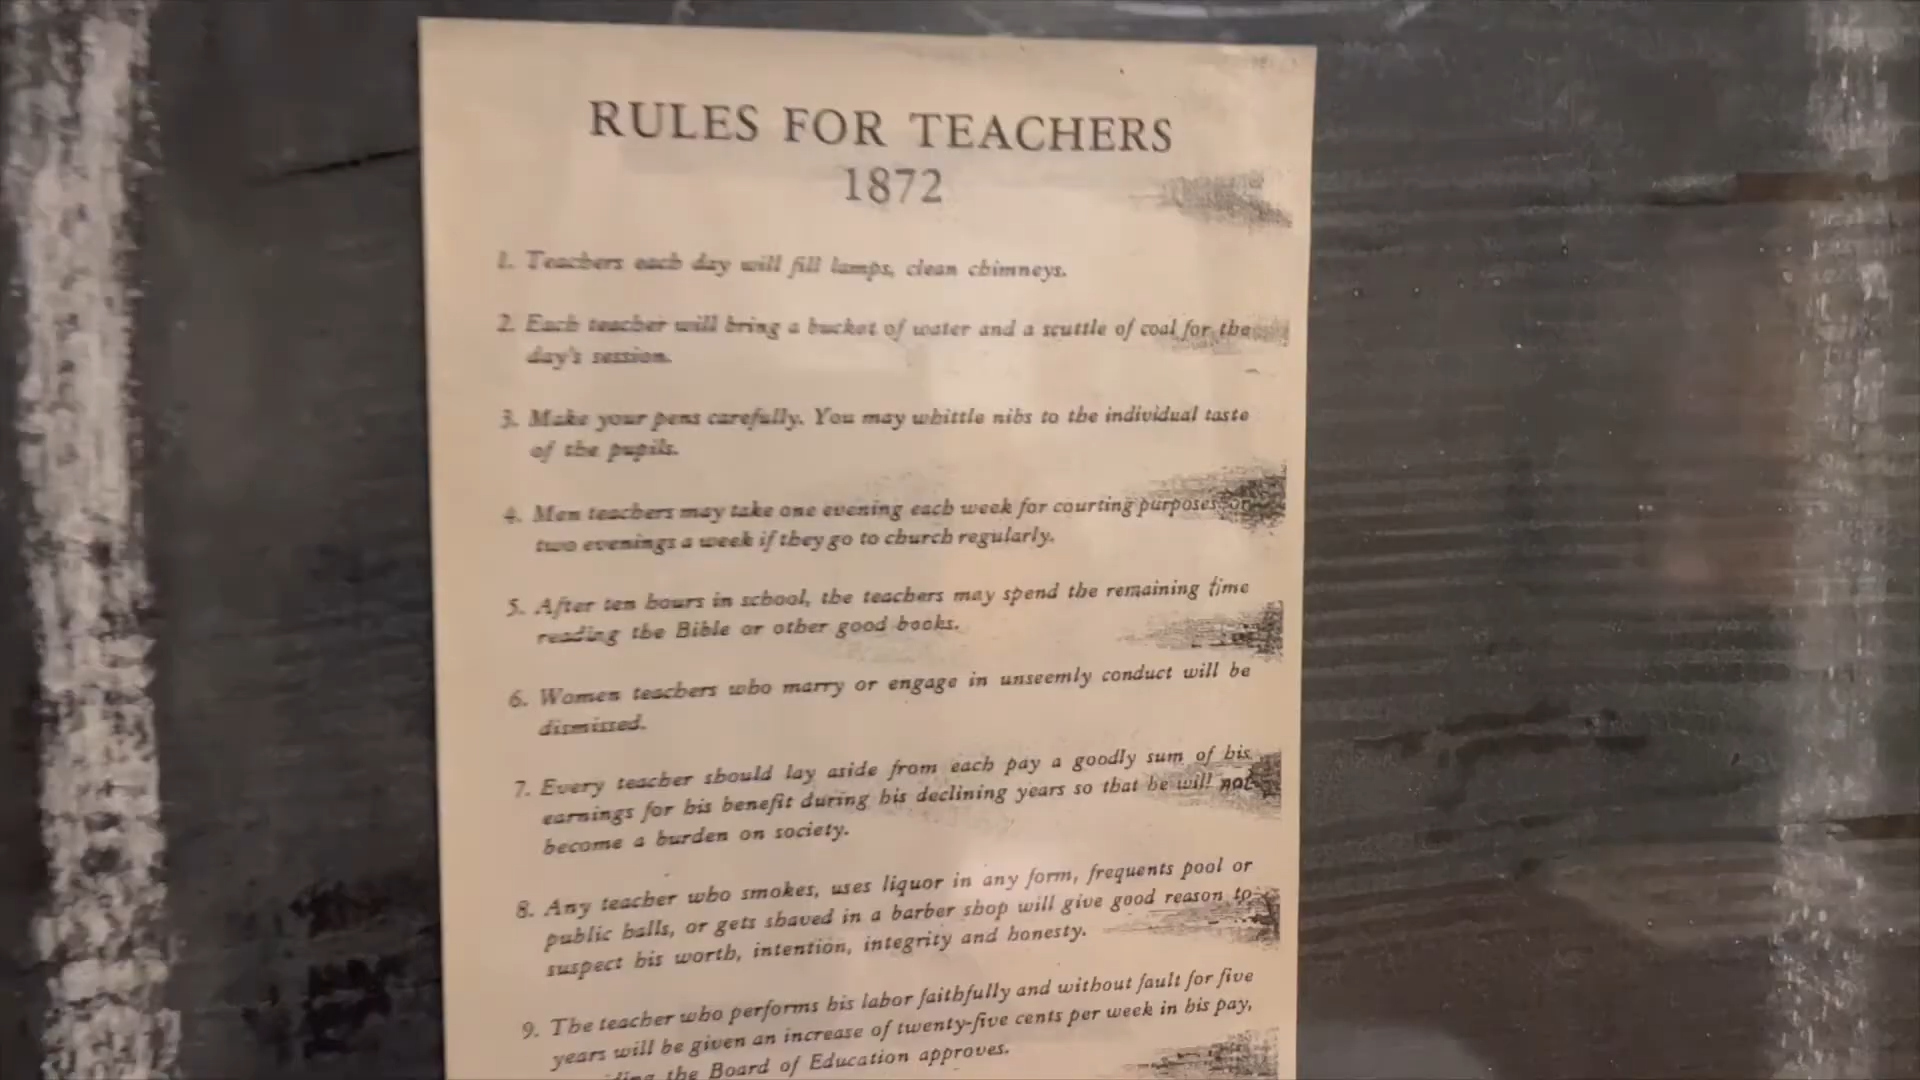 RULES FOR TEACHERS
1872
1. Teachers each day will fill lamps, clean chimneys.
2. Each teacher will bring a bucket of water and a scuttle of coal for the
day's session.
3. Make your pens carefully. You may whittle nibs to the individual taste
of the pupils.
4. Men teachers may take one evening each week for courting purposes or
two evenings a week if they go to church regularly.
5. After ten hours in school, the teachers may spend the remaining time
reading the Bible or other good books.
6. Women teachers who marry or engage in unseemly conduct will be
dismissed.
7. Every teacher should lay aside from each pay a goodly sum of his
earnings for his benefit during his declining years so that he will not
become a burden on society.
8. Any teacher who smokes, uses liquor in any form, frequents pool or
public halls, or gets shaved in a barber shop will give good reason to
suspect his worth, intention, integrity and honesty.
9. The teacher who performs his labor faithfully and without fault for five
years will be given an increase of twenty-five cents per week in his pay,
the Board of Education approves.